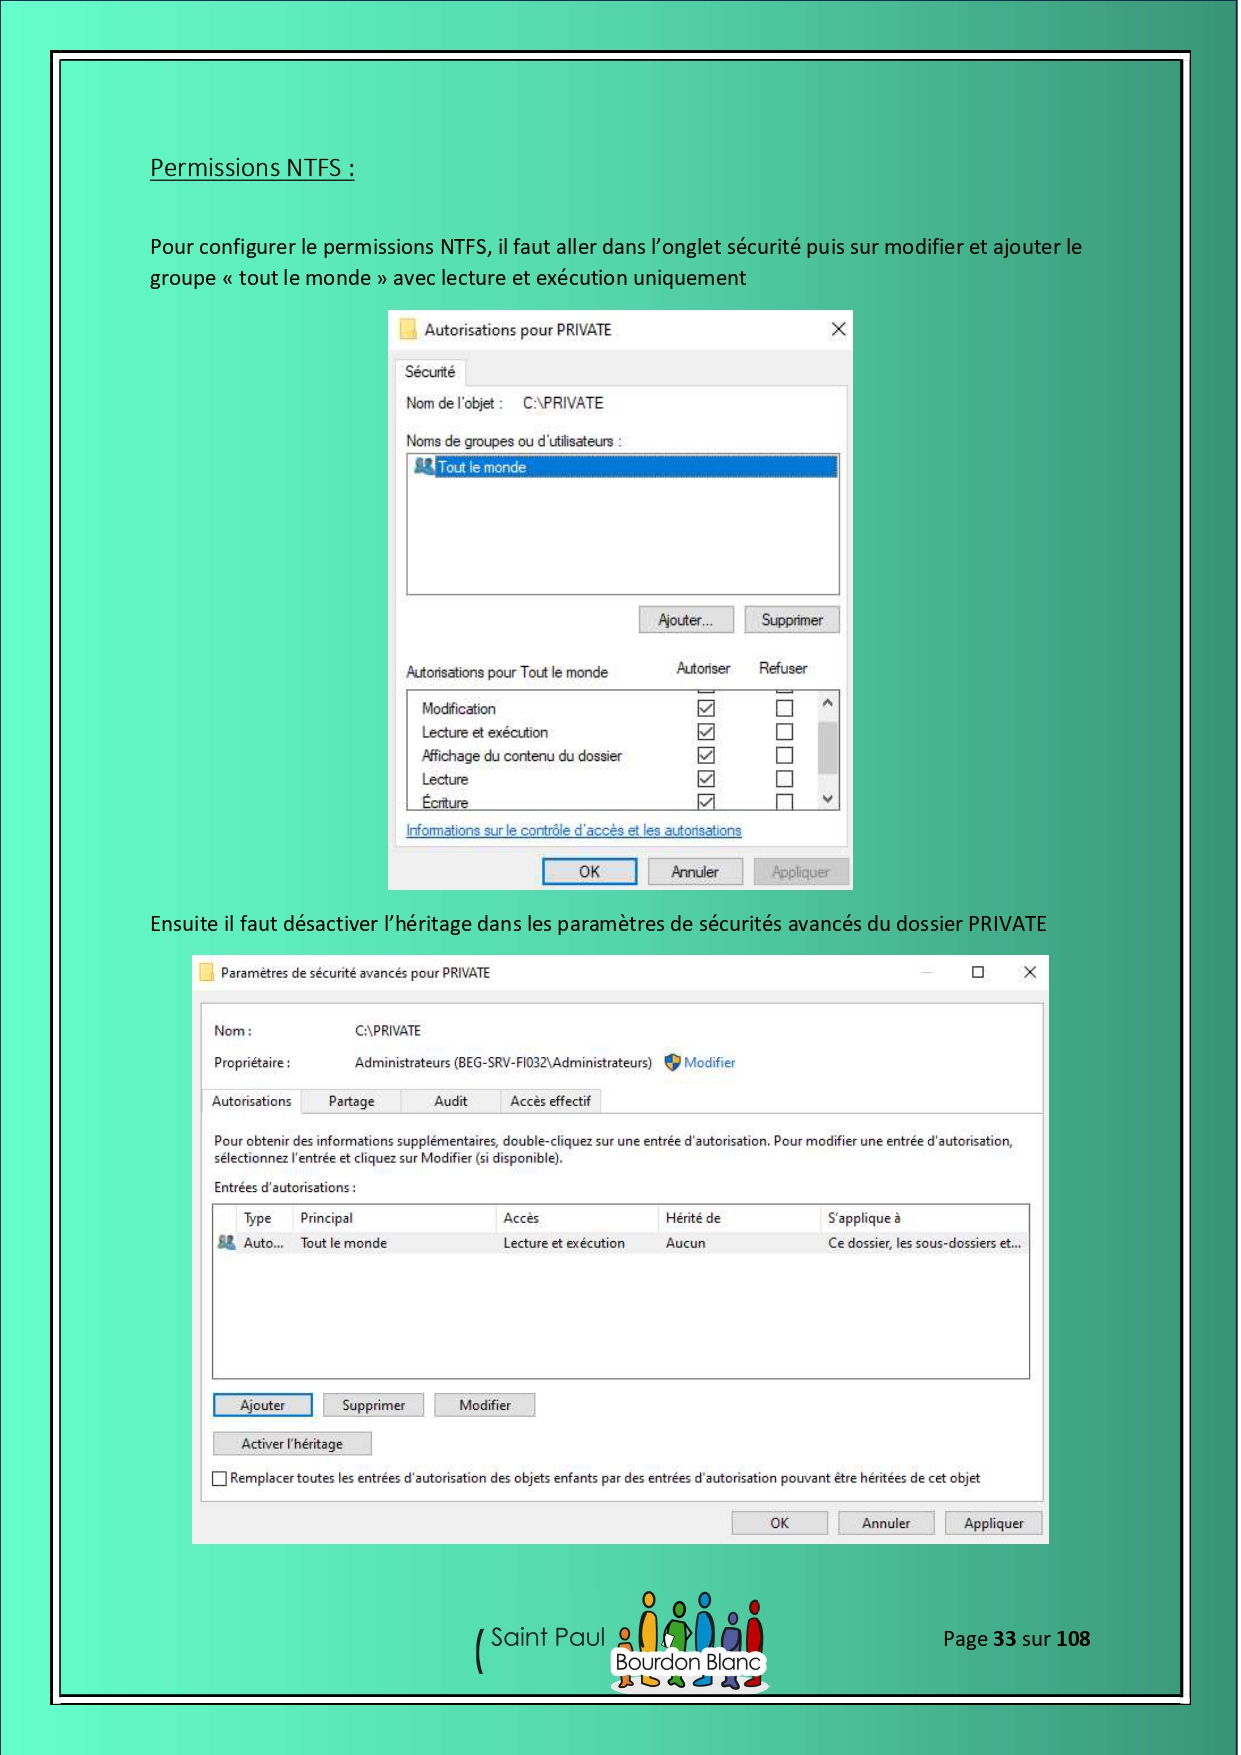 Permissions NTFS :
Pour configurer le permissions NTFS, il faut aller dans l’onglet sécurité puis sur modifier et ajouter le
groupe « tout le monde » avec lecture et exécution uniquement
Autorisations pour PRIVATE
Sécurité
Nom de l'objet : C:\PRIVATE
Noms de groupes ou d'utilisateurs :
Tout le monde
Ajouter... Supprimer
Autorisations pour Tout le monde Autoriser Refuser
Modification
Lecture et exécution
Affichage du contenu du dossier
Lecture
Écriture
Informations sur le contrôle d'accès et les autorisations
OK Annuler Appliquer
Ensuite il faut désactiver l’héritage dans les paramètres de sécurités avancés du dossier PRIVATE
Paramètres de sécurité avancés pour PRIVATE
Nom : C:\PRIVATE
Propriétaire : Administrateurs (BEG-SRV-FI032\Administrateurs) Modifier
Autorisations Partage Audit Accès effectif
Pour obtenir des informations supplémentaires, double-cliquez sur une entrée d'autorisation. Pour modifier une entrée d'autorisation,
sélectionnez l'entrée et cliquez sur Modifier (si disponible).
Entrées d'autorisations :
Type Principal Accès Hérité de S'applique à
Auto... Tout le monde Lecture et exécution Aucun Ce dossier, les sous-dossiers et...
Ajouter Supprimer Modifier
Activer l'héritage
Remplacer toutes les entrées d'autorisation des objets enfants par des entrées d'autorisation pouvant être héritées de cet objet
OK Annuler Appliquer
Saint Paul
Bourdon Blanc
Page 33 sur 108